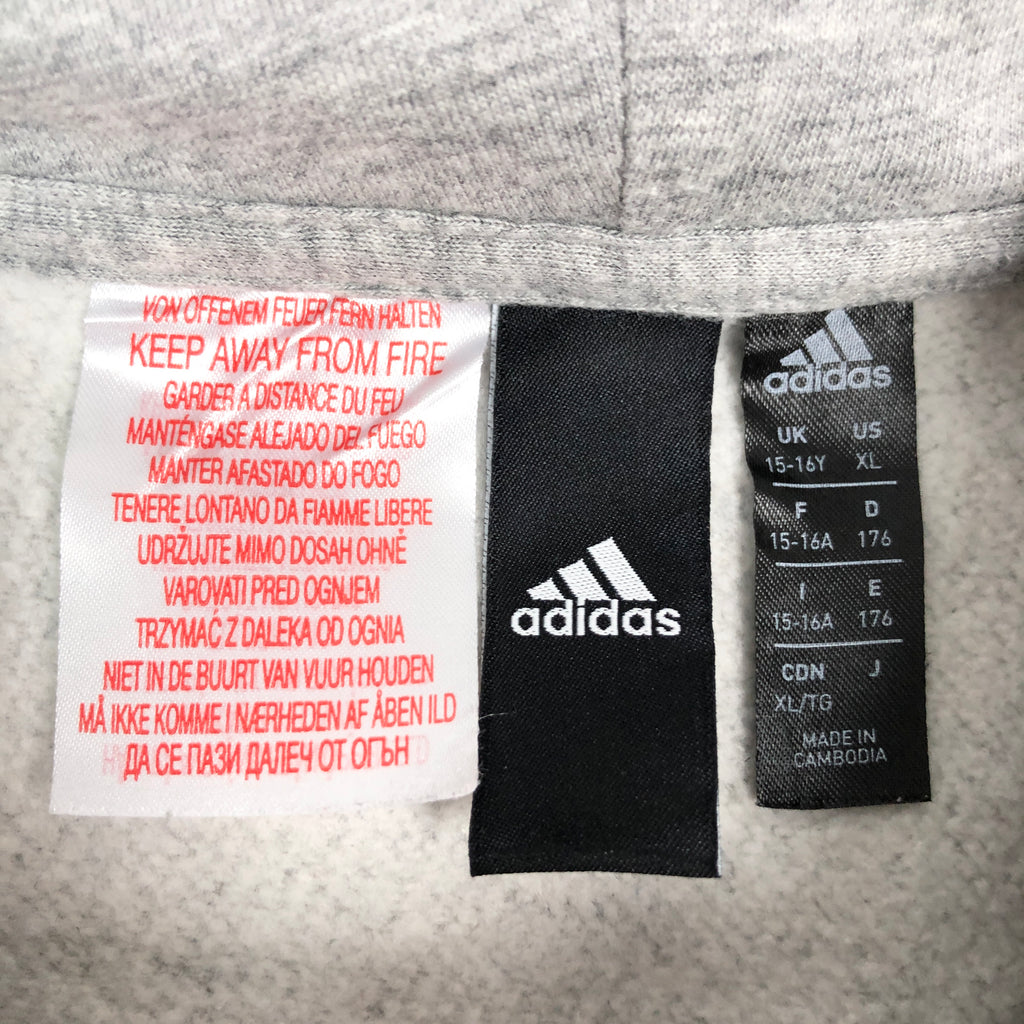 VON OFFENEM FEUER FERN HALTEN
KEEP AWAY FROM FIRE
GARDER A DISTANCE DU FEU
MANTÉNGASE ALEJADO DEL FUEGO
MANTER AFASTADO DO FOGO
TENERE LONTANO DA FIAMME LIBERE
UDRŽUJTE MIMO DOSAH OHNĚ
VAROVATI PRED OGNJEM
TRZYMAĆ Z DALEKA OD OGNIA
NIET IN DE BUURT VAN VUUR HOUDEN
MÅ IKKE KOMME I NÆRHEDEN AF ÅBEN ILD
ДА СЕ ПАЗИ ДАЛЕЧ ОТ ОГЪН
adidas
adidas
UK US
15-16Y XL
F D
15-16A 176
I E
15-16A 176
CDN J
XL/TG
MADE IN
CAMBODIA